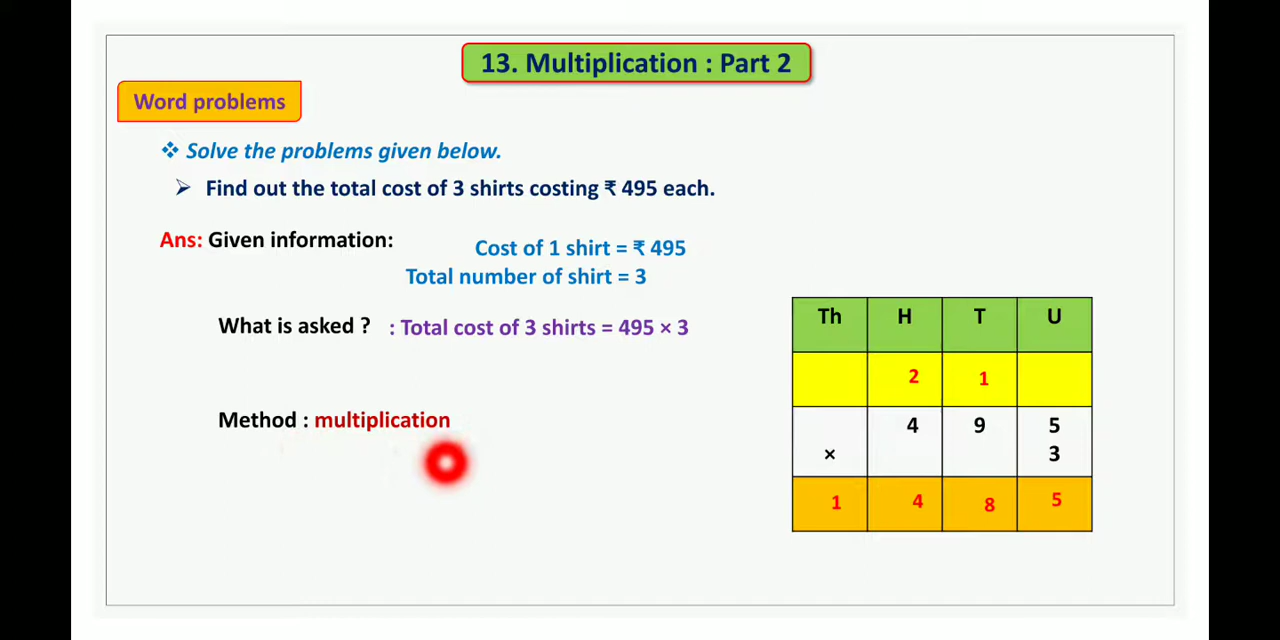 13. Multiplication : Part 2
Word problems
❖ Solve the problems given below.
➢ Find out the total cost of 3 shirts costing ₹ 495 each.
Ans: Given information:
Cost of 1 shirt = ₹ 495
Total number of shirt = 3
What is asked ? : Total cost of 3 shirts = 495 × 3
Method : multiplication
Th H T U
2 1
4 9 5
× 3
1 4 8 5